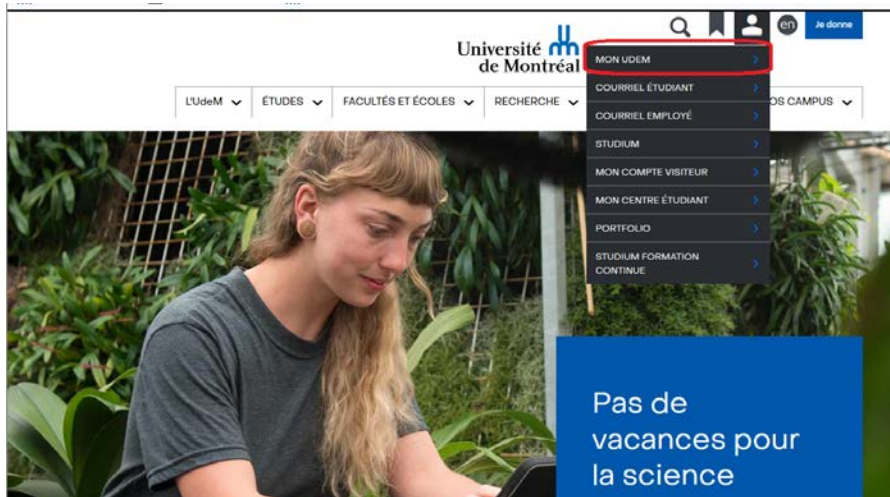 en
Je donne
Université
de Montréal
MON UDEM
COURRIEL ÉTUDIANT
COURRIEL EMPLOYÉ
STUDIUM
MON COMPTE VISITEUR
MON CENTRE ÉTUDIANT
PORTFOLIO
STUDIUM FORMATION
CONTINUE
L'UdeM
ÉTUDES
FACULTÉS ET ÉCOLES
RECHERCHE
OS CAMPUS
Pas de
vacances pour
la science